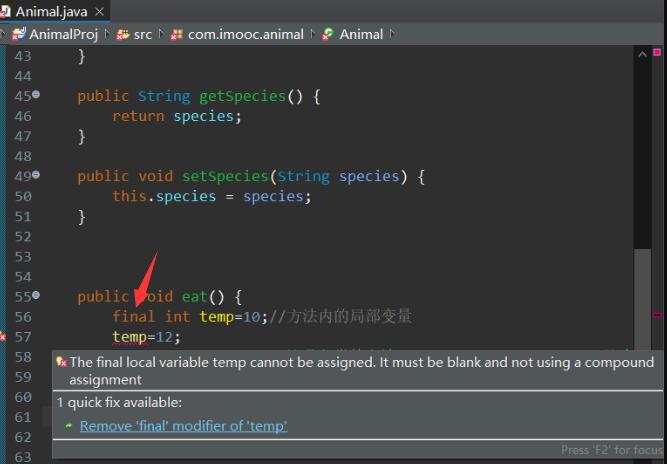 Animal.java
AnimalProj src com.imooc.animal Animal
43 }
44
45 public String getSpecies() {
46 return species;
47 }
48
49 public void setSpecies(String species) {
50 this.species = species;
51 }
52
53
54
55 public void eat() {
56 final int temp=10;//方法内的局部变量
57 temp=12;
58
The final local variable temp cannot be assigned. It must be blank and not using a compound
59
assignment
60
1 quick fix available:
61
Remove 'final' modifier of 'temp'
62
Press 'F2' for focus
63